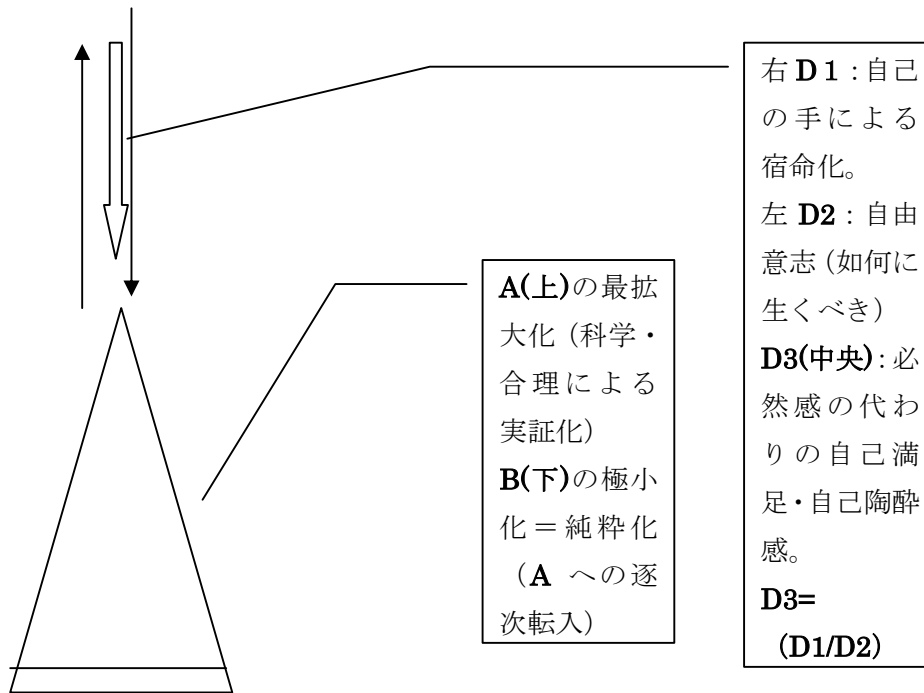 右 D１:自己
の手による
宿命化。
左 D2：自由
意志（如何に
生くべき）
D3(中央)：必
然感の代わ
りの自己満
足・自己陶酔
感。
D3=
（D1/D2）
A(上)の最拡
大化（科学・
合理による
実証化）
B(下)の極小
化＝純粋化
（A への逐
次転入）